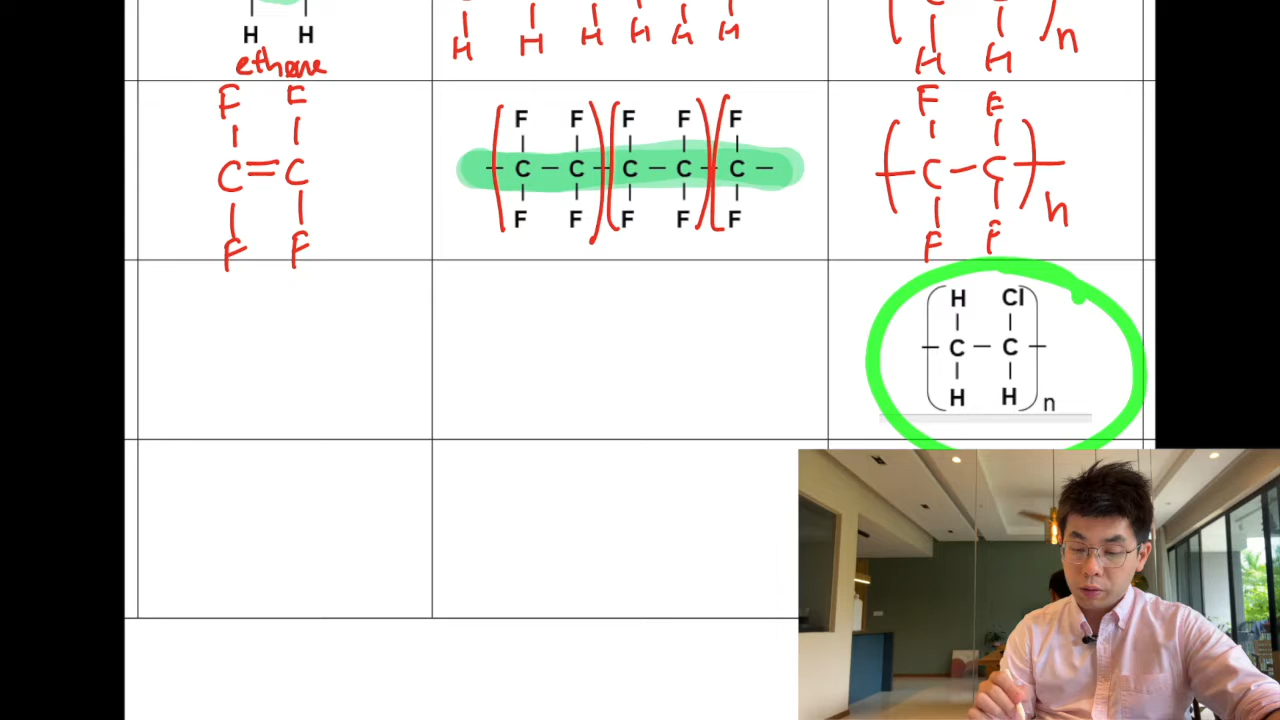 H H
ethene
H H H H H H
H H n
F F
C = C
F F
F F F F F
C C C C C
F F F F F
F F
C - C
F F n
H Cl
C C
H H n